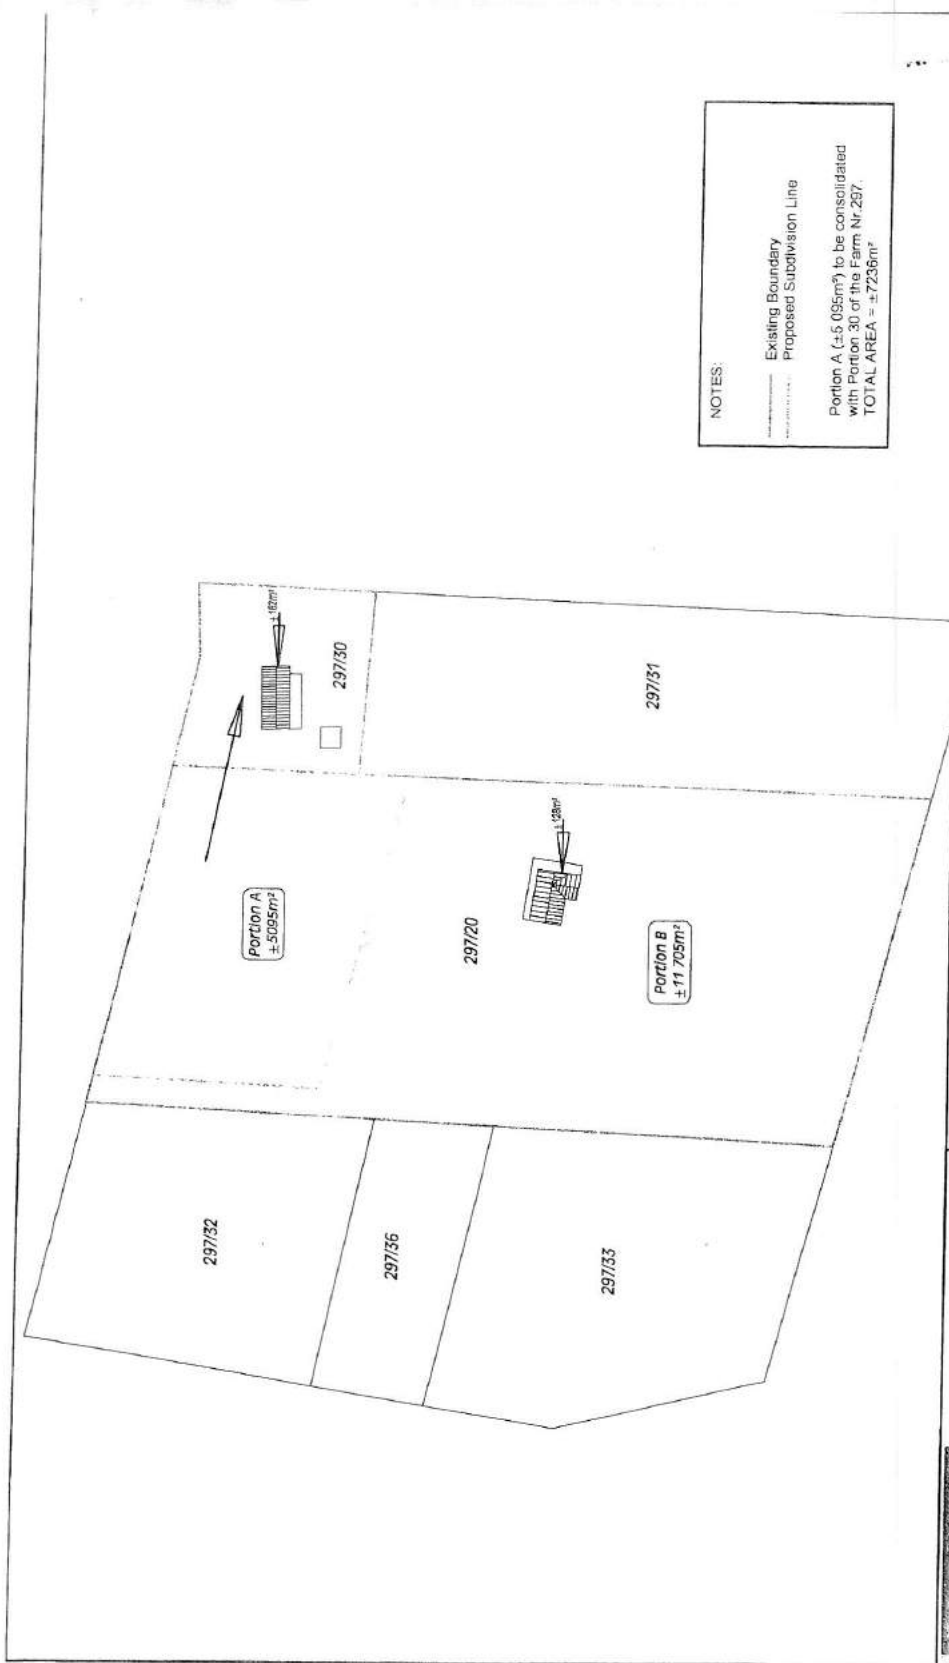 NOTES:
Existing Boundary
Proposed Subdivision Line
Portion A (±5 095m²) to be consolidated
with Portion 30 of the Farm Nr.297.
TOTAL AREA = ±7236m²
±162m²
297/30
297/31
Portion A
±5095m²
297/20
±128m²
Portion B
±11 705m²
297/32
297/36
297/33